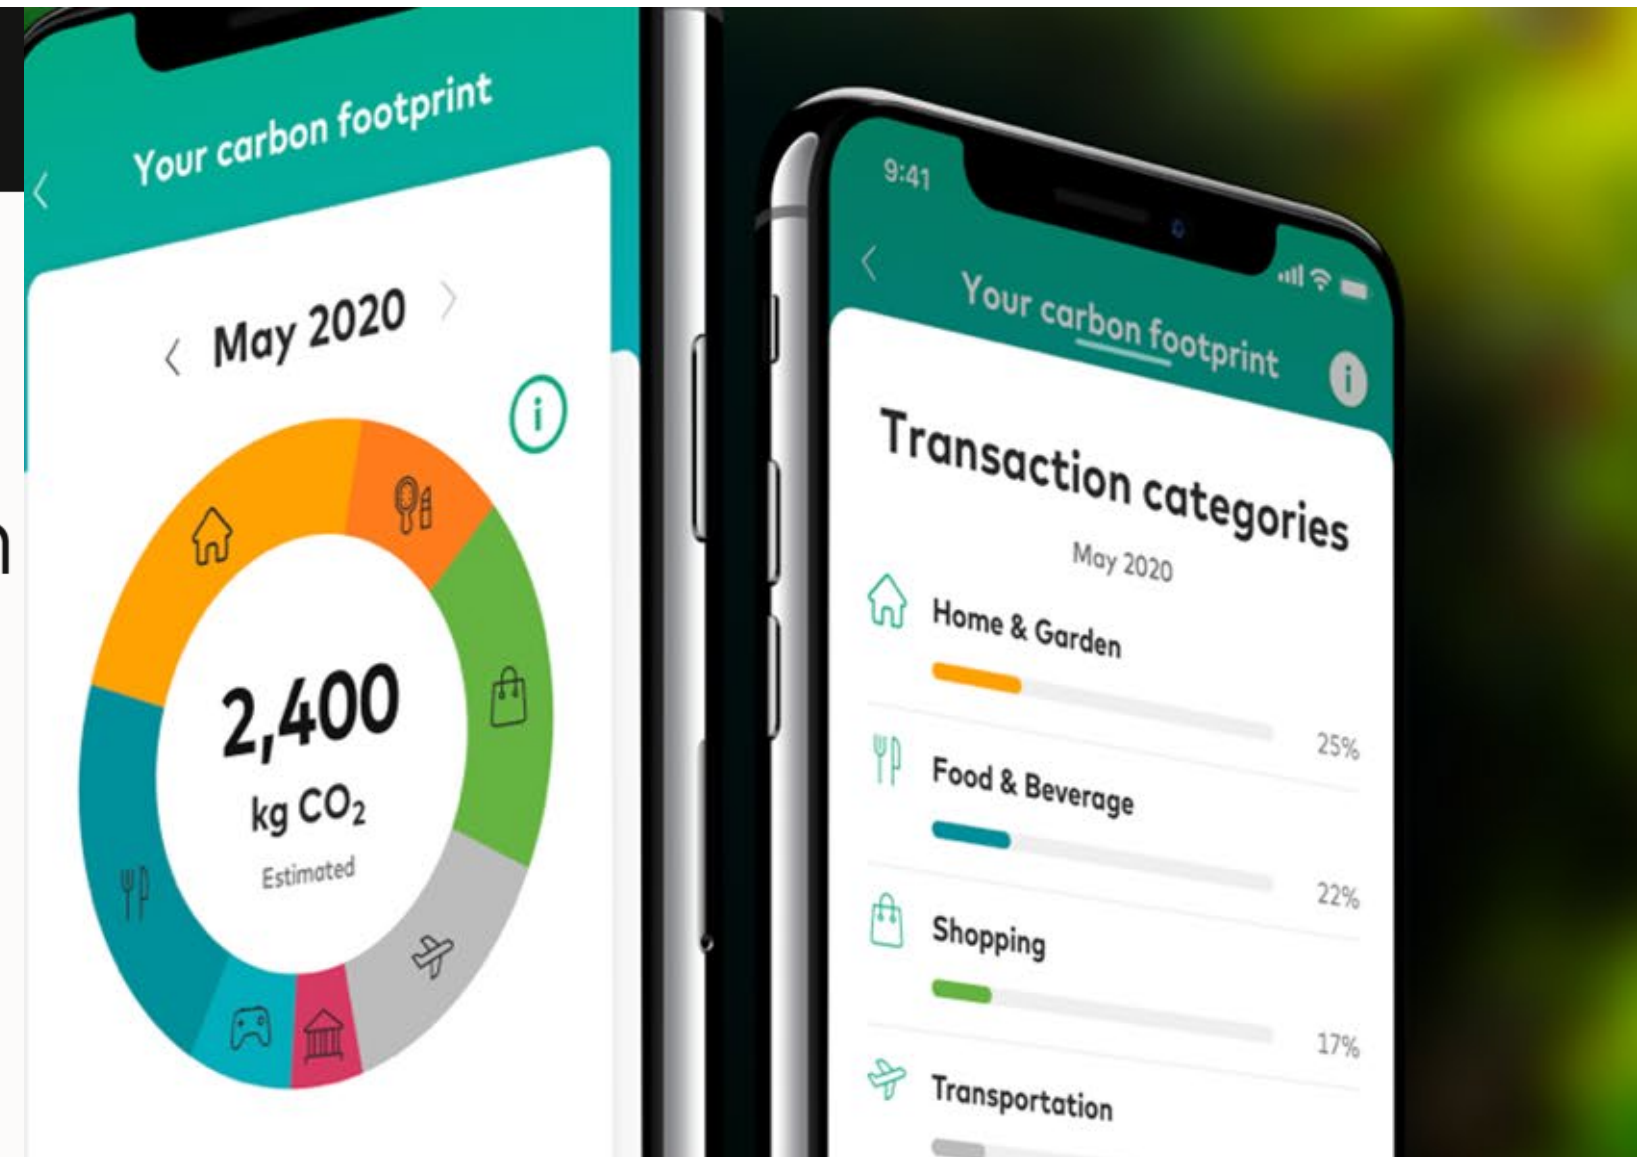 Your carbon footprint
May 2020
2,400
kg CO₂
Estimated
9:41
Your carbon footprint
Transaction categories
May 2020
Home & Garden
25%
Food & Beverage
22%
Shopping
17%
Transportation